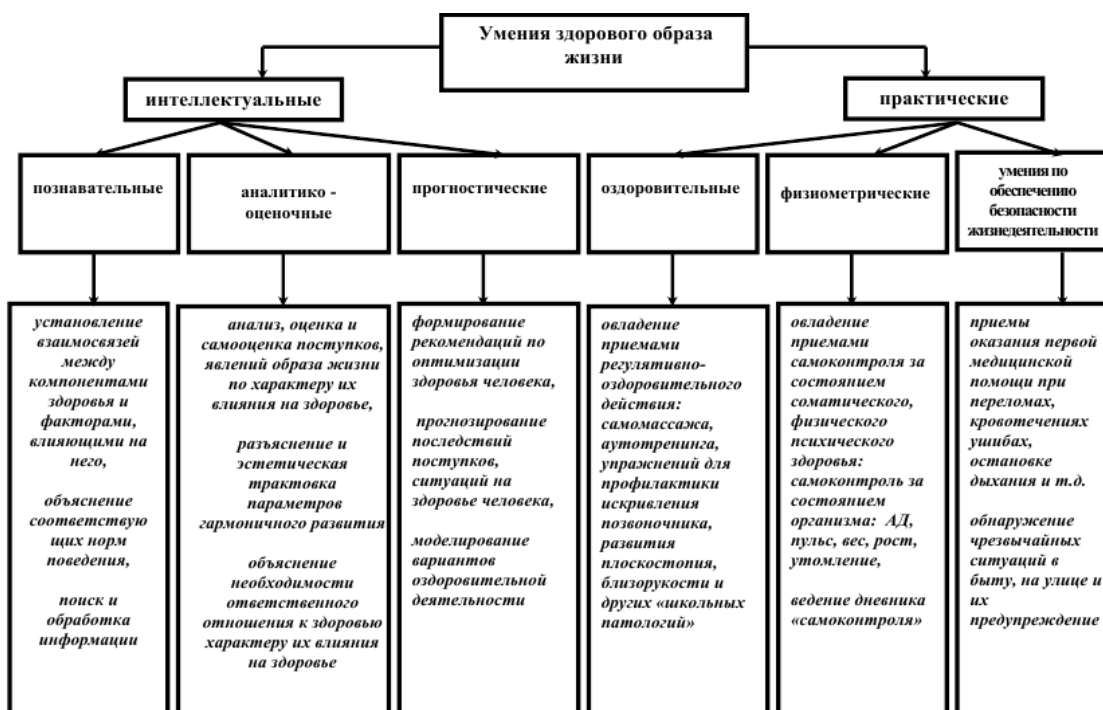 Умения здорового образа
жизни
интеллектуальные
практические
познавательные
аналитико -
оценочные
прогностические
оздоровительные
физиометрические
умения по
обеспечению
безопасности
жизнедеятельности
установление
взаимосвязей
между
компонентами
здоровья и
факторами,
влияющими на
него,
объяснение
соответствую
щих норм
поведения,
поиск и
обработка
информации
анализ, оценка и
самооценка поступков,
явлений образа жизни
по характеру их
влияния на здоровье,
разъяснение и
эстетическая
трактовка
параметров
гармоничного развития
объяснение
необходимости
ответственного
отношения к здоровью
характеру их влияния
на здоровье
формирование
рекомендаций по
оптимизации
здоровья человека,
прогнозирование
последствий
поступков,
ситуаций на
здоровье человека,
моделирование
вариантов
оздоровительной
деятельности
овладение
приемами
регулятивно-
оздоровительного
действия:
самомассажа,
аутотренинга,
упражнений для
профилактики
искривления
позвоночника,
развития
плоскостопия,
близорукости и
других «школьных
патологий»
овладение
приемами
самоконтроля за
состоянием
соматического,
физического
психического
здоровья:
самоконтроль за
состоянием
организма: АД,
пульс, вес, рост,
утомление,
ведение дневника
«самоконтроля»
приемы
оказания первой
медицинской
помощи при
переломах,
кровотечениях
ушибах,
остановке
дыхания и т.д.
обнаружение
чрезвычайных
ситуаций в
быту, на улице и
их
предупреждение